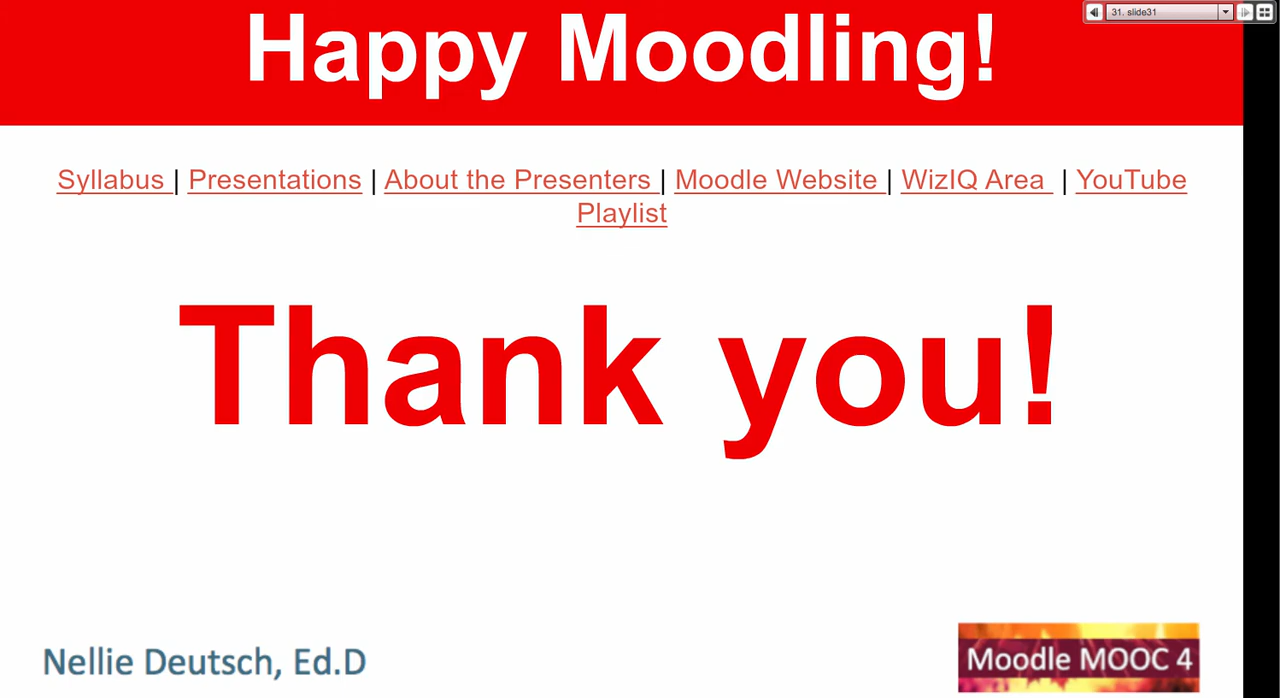 31. slide31
Happy Moodling!
Syllabus | Presentations | About the Presenters | Moodle Website | WizIQ Area | YouTube
Playlist
Thank you!
Nellie Deutsch, Ed.D
Moodle MOOC 4